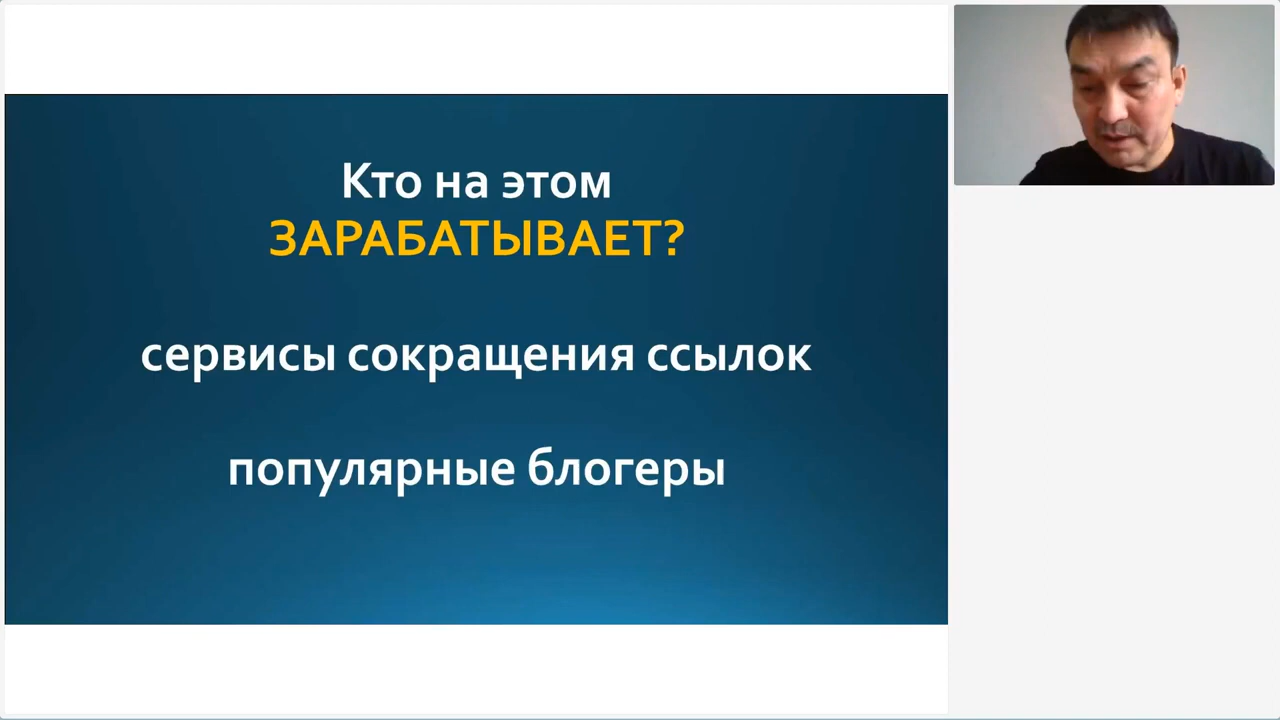 Кто на этом
ЗАРАБАТЫВАЕТ?
сервисы сокращения ссылок
популярные блогеры